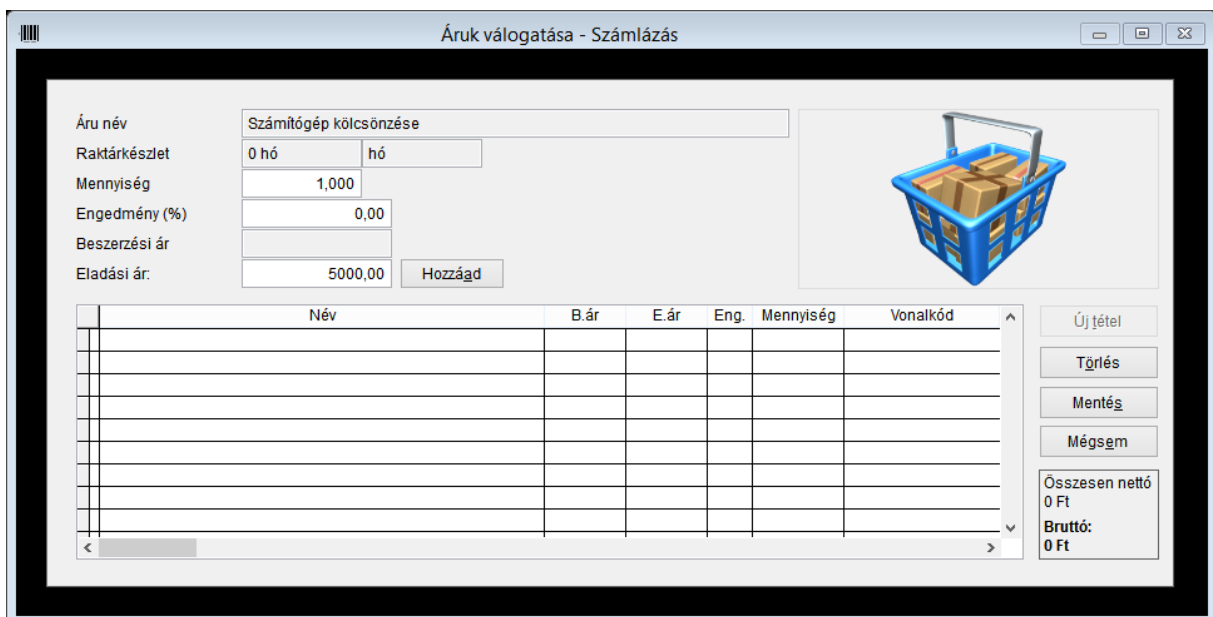 Áruk válogatása - Számlázás
Áru név Számítógép kölcsönzése
Raktárkészlet 0 hó hó
Mennyiség 1,000
Engedmény (%) 0,00
Beszerzési ár
Eladási ár: 5000,00 Hozzáad
Név B.ár E.ár Eng. Mennyiség Vonalkód
Új tétel
Törlés
Mentés
Mégsem
Összesen nettó
0 Ft
Bruttó:
0 Ft